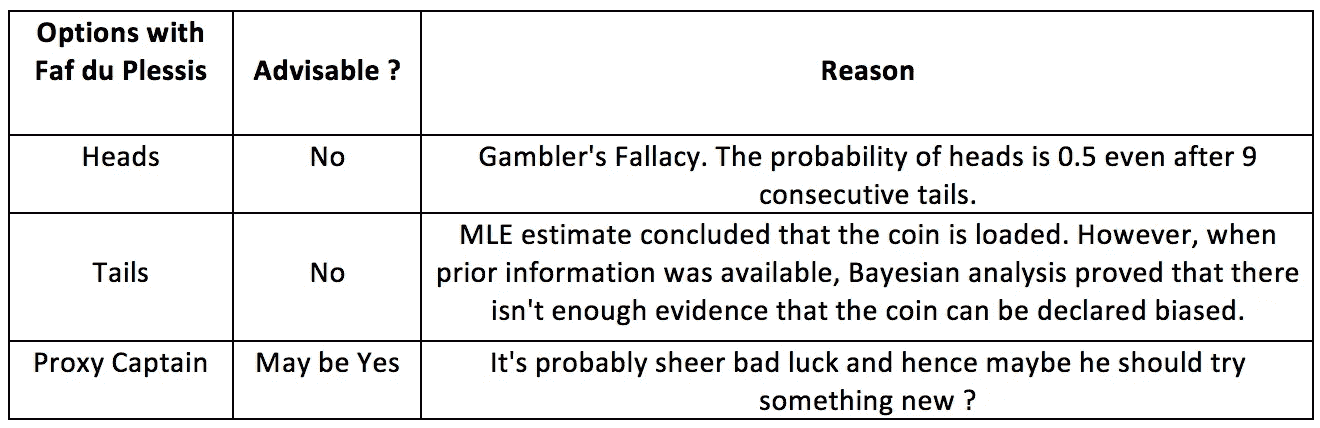 Options with
Faf du Plessis
Advisable ?
Reason
Heads
No
Gambler's Fallacy. The probability of heads is 0.5 even after 9
consecutive tails.
Tails
No
MLE estimate concluded that the coin is loaded. However, when
prior information was available, Bayesian analysis proved that there
isn't enough evidence that the coin can be declared biased.
Proxy Captain
May be Yes
It's probably sheer bad luck and hence maybe he should try
something new ?